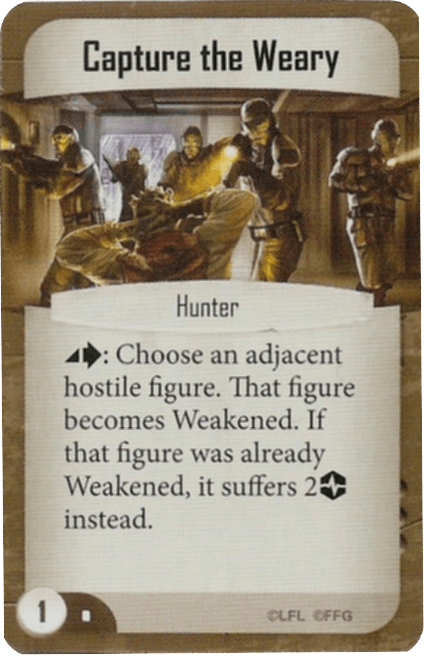 Capture the Weary
Hunter
: Choose an adjacent
hostile figure. That figure
becomes Weakened. If
that figure was already
Weakened, it suffers 2
instead.
1
©LFL ©FFG